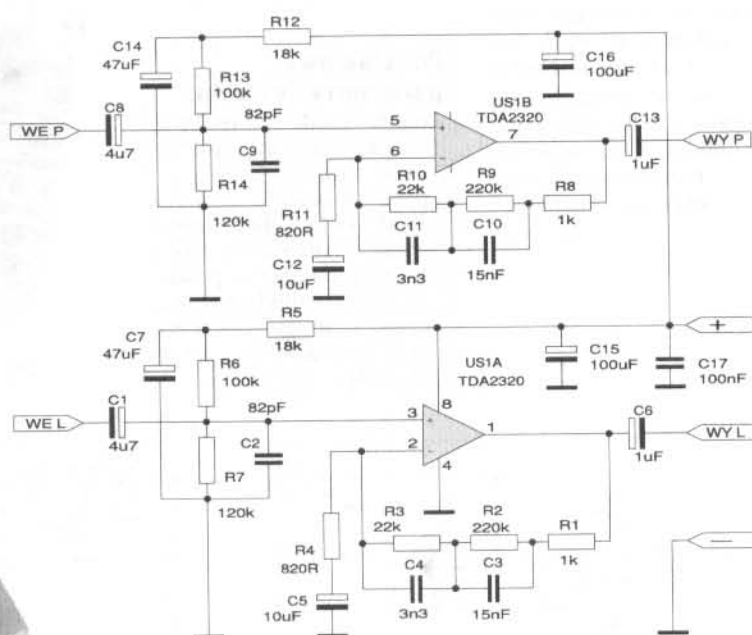 R12
18k
C14
47uF
R13
100k
C16
100uF
C8
4u7
WE P
82pF
C9
R14
120k
5
6
7
US1B
TDA2320
C13
1uF
WY P
R10
22k
R9
220k
R8
1k
R11
820R
C11
3n3
C10
15nF
C12
10uF
R5
18k
C7
47uF
R6
100k
+
C15
100uF
C17
100nF
US1A
TDA2320
C1
4u7
WE L
82pF
C2
R7
120k
3
2
8
4
1
C6
1uF
WY L
R3
22k
R2
220k
R1
1k
R4
820R
C4
3n3
C3
15nF
C5
10uF
—